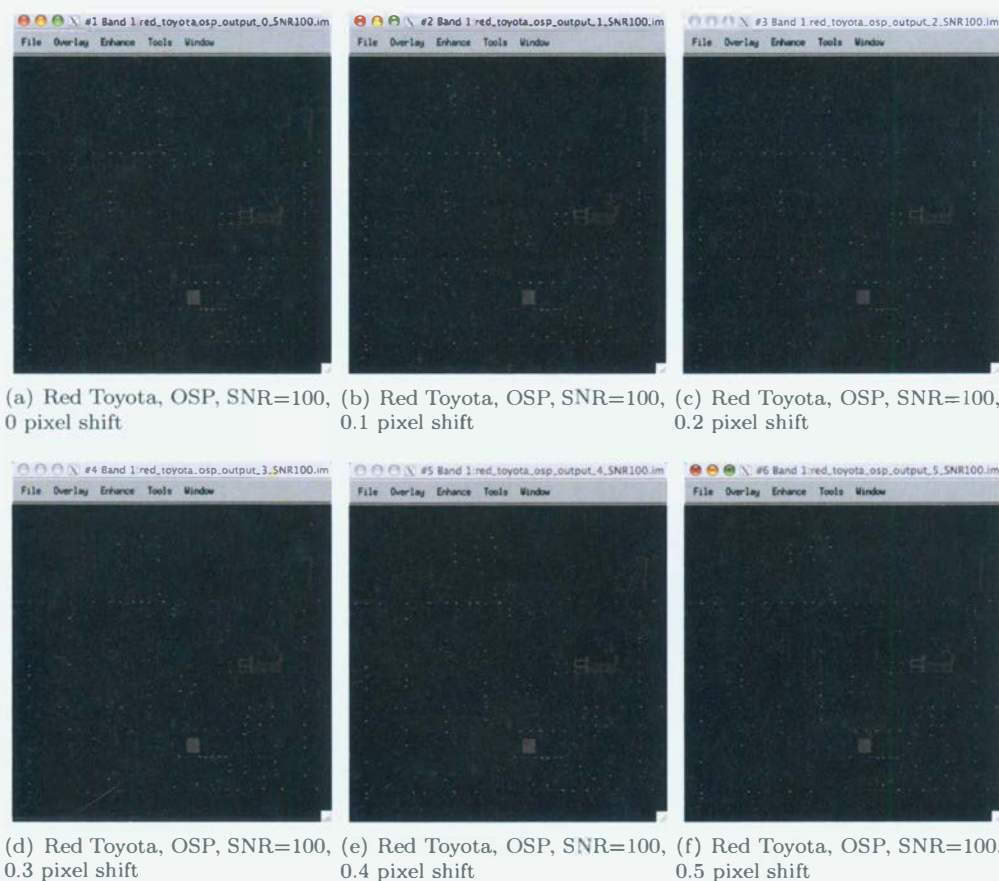 #1 Band 1:red_toyota_osp_output_0_SNR100.im
File Overlay Enhance Tools Window
#2 Band 1:red_toyota_osp_output_1_SNR100.im
File Overlay Enhance Tools Window
#3 Band 1:red_toyota_osp_output_2_SNR100.im
File Overlay Enhance Tools Window
(a) Red Toyota, OSP, SNR=100,
0 pixel shift
(b) Red Toyota, OSP, SNR=100,
0.1 pixel shift
(c) Red Toyota, OSP, SNR=100,
0.2 pixel shift
#4 Band 1:red_toyota_osp_output_3_SNR100.im
File Overlay Enhance Tools Window
#5 Band 1:red_toyota_osp_output_4_SNR100.im
File Overlay Enhance Tools Window
#6 Band 1:red_toyota_osp_output_5_SNR100.im
File Overlay Enhance Tools Window
(d) Red Toyota, OSP, SNR=100,
0.3 pixel shift
(e) Red Toyota, OSP, SNR=100,
0.4 pixel shift
(f) Red Toyota, OSP, SNR=100,
0.5 pixel shift